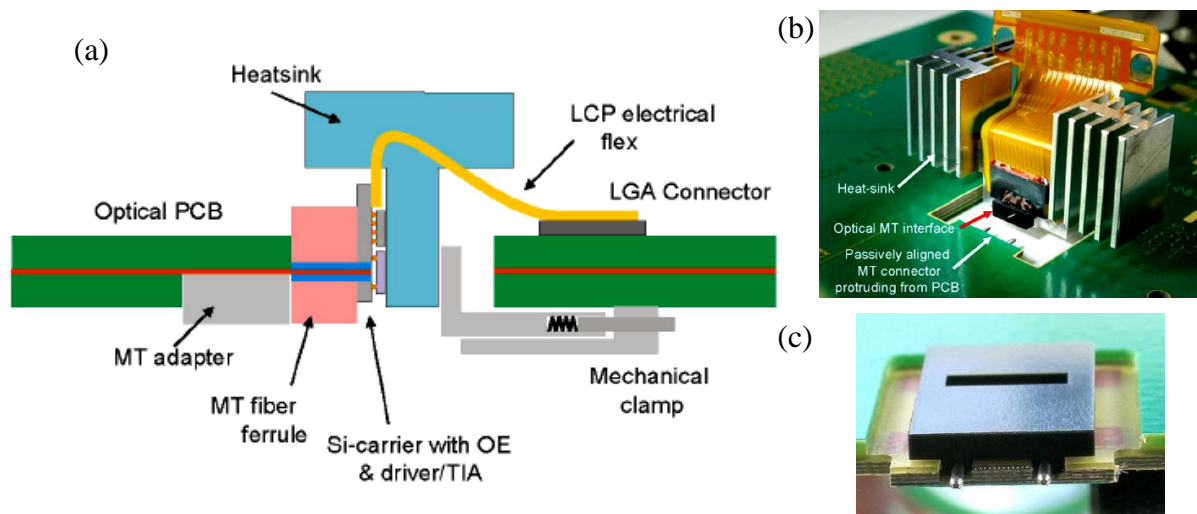 (a)
Heatsink
LCP electrical
flex
LGA Connector
Optical PCB
MT adapter
MT fiber
ferrule
Si-carrier with OE
& driver/TIA
Mechanical
clamp
(b)
Heat-sink
Optical MT interface
Passively aligned
MT connector
protruding from PCB
(c)